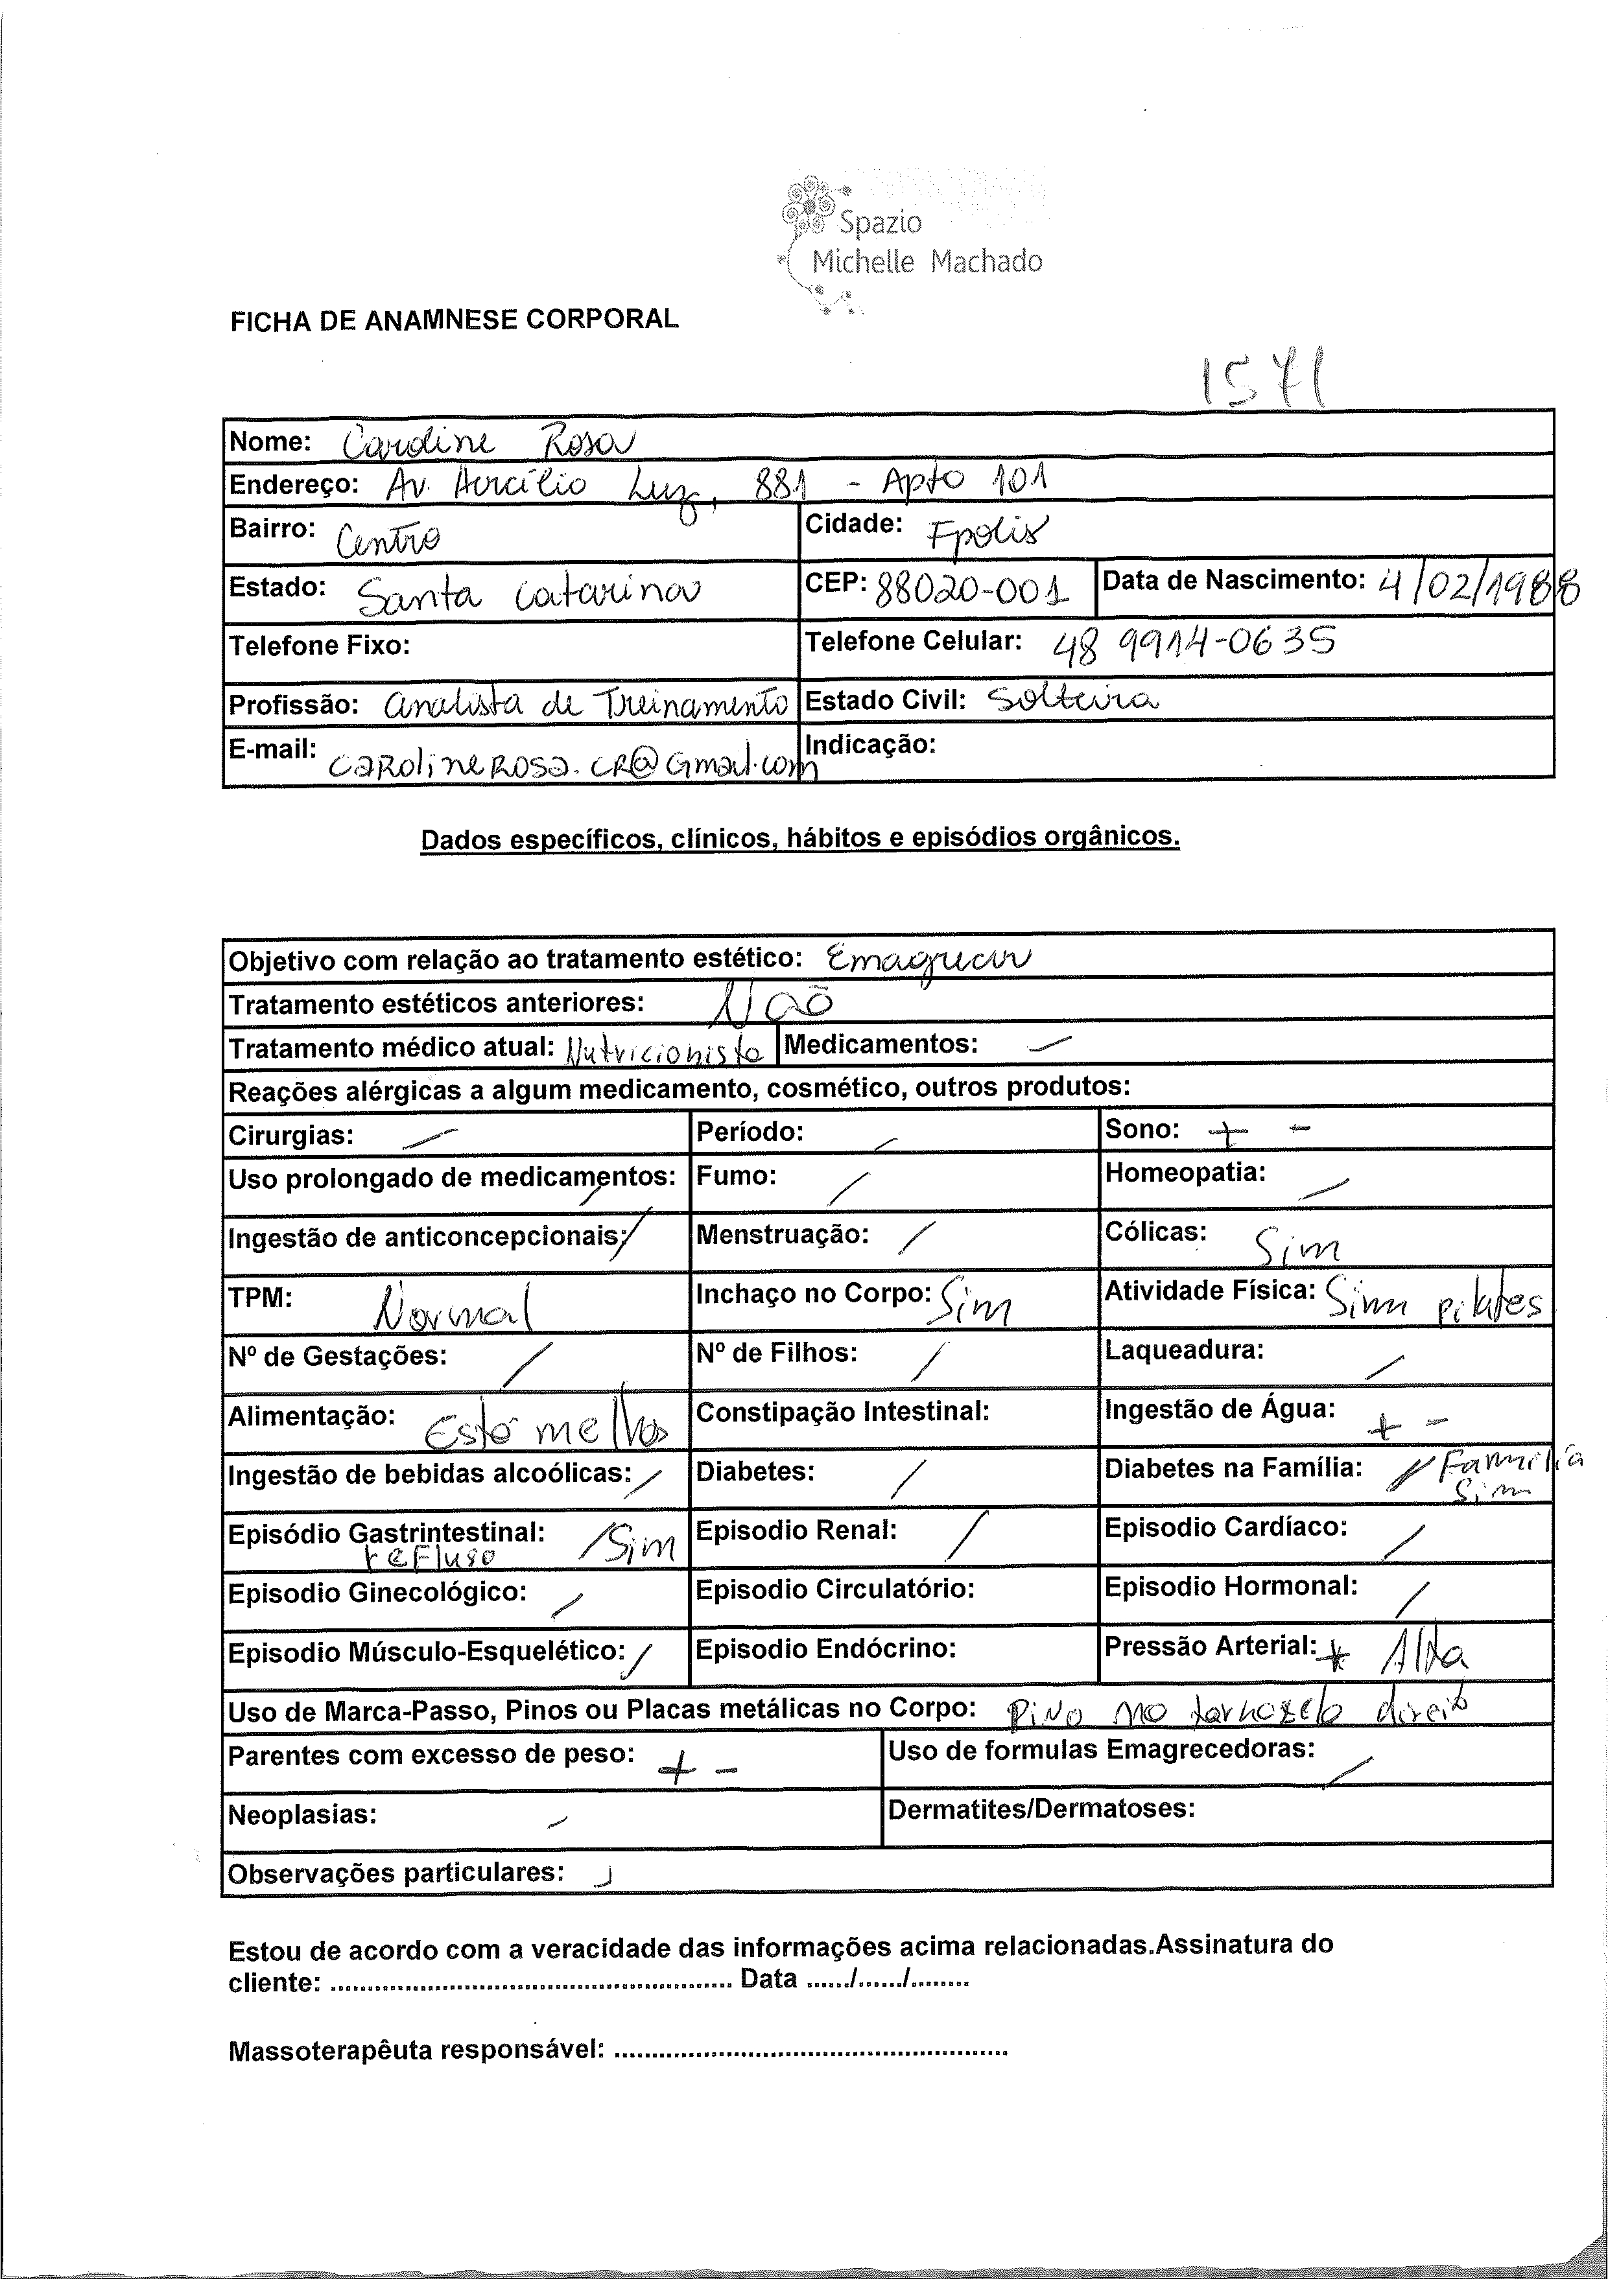 Spazio
Michelle Machado
FICHA DE ANAMNESE CORPORAL
1571
Nome: Caroline Rosa
Endereço: Av. Hercílio Luz, 881 - Apto 101
Bairro: Centro Cidade: Fpolis
Estado: Santa Catarina CEP: 88020-001 Data de Nascimento: 4/02/1988
Telefone Fixo: Telefone Celular: 48 9914-0635
Profissão: Analista de Treinamento Estado Civil: Solteira
E-mail: carolinerosa.cr@gmail.com Indicação:
Dados específicos, clínicos, hábitos e episódios orgânicos.
Objetivo com relação ao tratamento estético: Emagrecer
Tratamento estéticos anteriores: Não
Tratamento médico atual: Nutricionista Medicamentos: —
Reações alérgicas a algum medicamento, cosmético, outros produtos:
Cirurgias: — Período: — Sono: + -
Uso prolongado de medicamentos: / Fumo: / Homeopatia: /
Ingestão de anticoncepcionais: / Menstruação: / Cólicas: Sim
TPM: Normal Inchaço no Corpo: Sim Atividade Física: Sim pilates
Nº de Gestações: / Nº de Filhos: / Laqueadura: /
Alimentação: Está melhor Constipação Intestinal: Ingestão de Água: + -
Ingestão de bebidas alcoólicas: / Diabetes: / Diabetes na Família: / Família
Sim
Episódio Gastrintestinal: / Sim Episodio Renal: / Episodio Cardíaco: /
refluso
Episodio Ginecológico: / Episodio Circulatório: Episodio Hormonal: /
Episodio Músculo-Esquelético: / Episodio Endócrino: Pressão Arterial: + Alta
Uso de Marca-Passo, Pinos ou Placas metálicas no Corpo: Pino no tornozelo direito
Parentes com excesso de peso: + - Uso de formulas Emagrecedoras: /
Neoplasias: / Dermatites/Dermatoses:
Observações particulares:
Estou de acordo com a veracidade das informações acima relacionadas.Assinatura do
cliente: ..................................................... Data ....../....../........
Massoterapêuta responsável: ....................................................